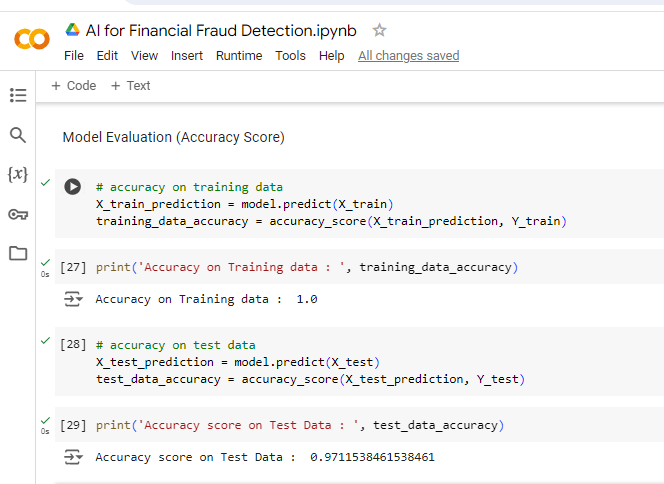 AI for Financial Fraud Detection.ipynb
File Edit View Insert Runtime Tools Help All changes saved
+ Code + Text
Model Evaluation (Accuracy Score)
# accuracy on training data
X_train_prediction = model.predict(X_train)
training_data_accuracy = accuracy_score(X_train_prediction, Y_train)
0s [27] print('Accuracy on Training data : ', training_data_accuracy)
Accuracy on Training data :  1.0
[28] # accuracy on test data
X_test_prediction = model.predict(X_test)
test_data_accuracy = accuracy_score(X_test_prediction, Y_test)
0s [29] print('Accuracy score on Test Data : ', test_data_accuracy)
Accuracy score on Test Data :  0.9711538461538461